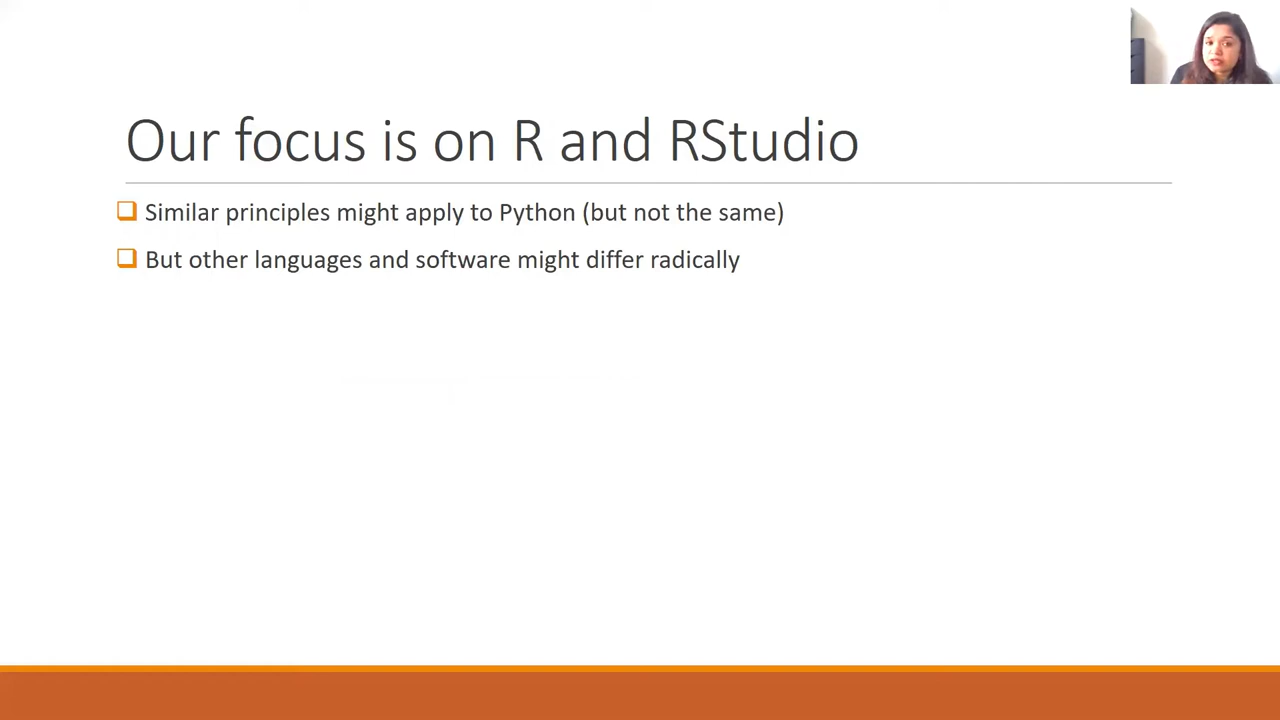 Our focus is on R and RStudio
Similar principles might apply to Python (but not the same)
But other languages and software might differ radically